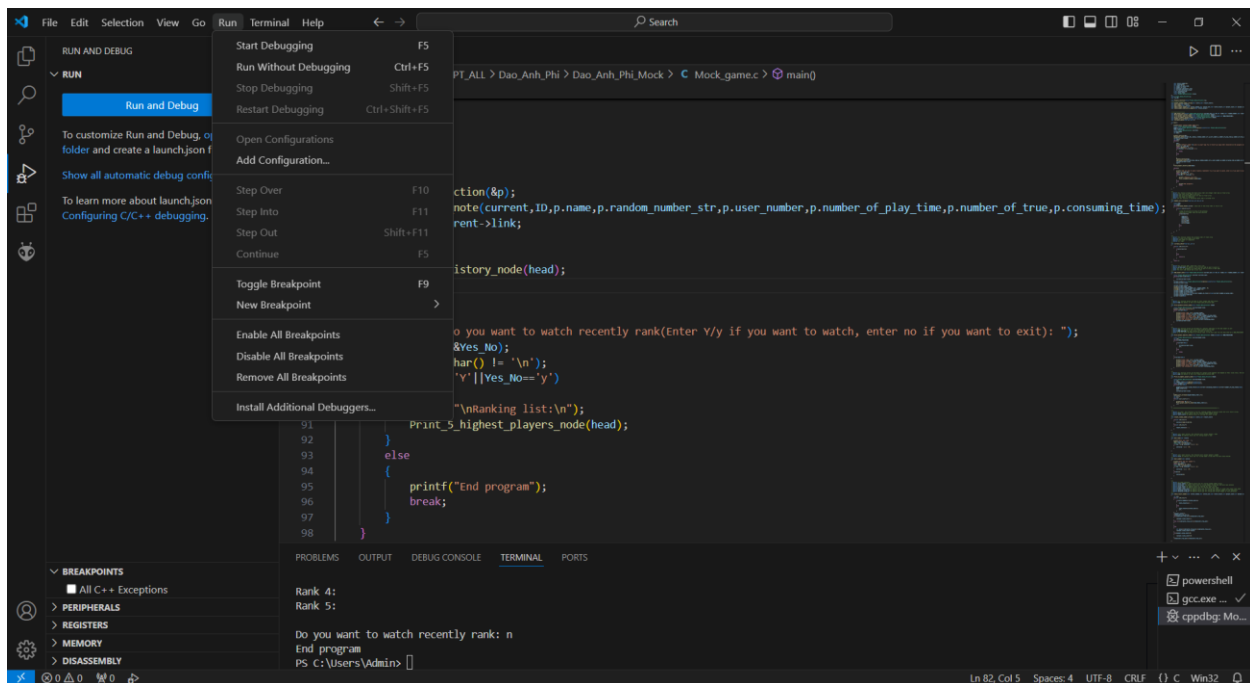 File Edit Selection View Go Run Terminal Help Search
RUN AND DEBUG
RUN
Run and Debug
To customize Run and Debug,
folder and create a launch.json
Show all automatic debug
To learn more about launch.json
Configuring C/C++ debugging.
Start Debugging F5
Run Without Debugging Ctrl+F5
Stop Debugging Shift+F5
Restart Debugging Ctrl+Shift+F5
Open Configurations
Add Configuration...
Step Over F10
Step Into F11
Step Out Shift+F11
Continue F5
Toggle Breakpoint F9
New Breakpoint
Enable All Breakpoints
Disable All Breakpoints
Remove All Breakpoints
Install Additional Debuggers...
PT_ALL > Dao_Anh_Phi > Dao_Anh_Phi_Mock > C Mock_game.c > main()
ction(&p);
note(current,ID,p.name,p.random_number_str,p.user_number,p.number_of_play_time,p.number_of_true,p.consuming_time);
rent->link;
istory_node(head);
o you want to watch recently rank(Enter Y/y if you want to watch, enter no if you want to exit): ");
&Yes_No);
har() != '\n');
'Y'||Yes_No=='y')
"\nRanking list:\n");
91 Print_5_highest_players_node(head);
92 }
93 else
94 {
95 printf("End program");
96 break;
97 }
98 }
PROBLEMS OUTPUT DEBUG CONSOLE TERMINAL PORTS
Rank 4:
Rank 5:
Do you want to watch recently rank: n
End program
PS C:\Users\Admin>
powershell
gcc.exe ...
cppdbg: Mo...
BREAKPOINTS
All C++ Exceptions
PERIPHERALS
REGISTERS
MEMORY
DISASSEMBLY
0 0 0 Ln 82, Col 5 Spaces: 4 UTF-8 CRLF {} C Win32